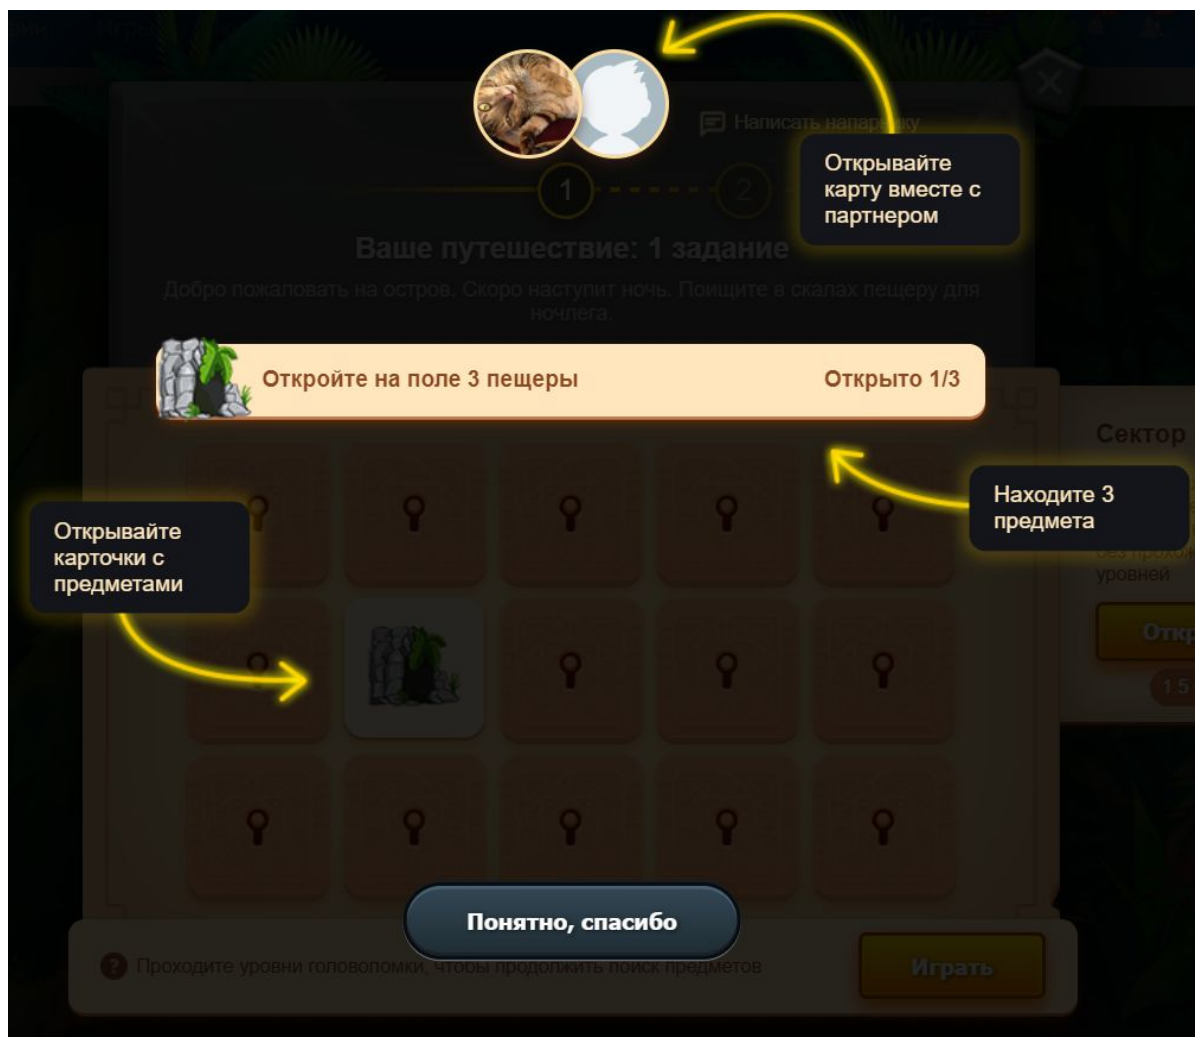 Написать напарнику
Открывайте
карту вместе с
партнером
1
2
Ваше путешествие: 1 задание
Добро пожаловать на остров. Скоро наступит ночь. Поищите в скалах пещеру для
ночлега.
Откройте на поле 3 пещеры
Открыто 1/3
Сектор
Находите 3
предмета
уровней
Открывайте
карточки с
предметами
1.5
Понятно, спасибо
Проходите уровни головоломки, чтобы продолжить поиск предметов
Играть